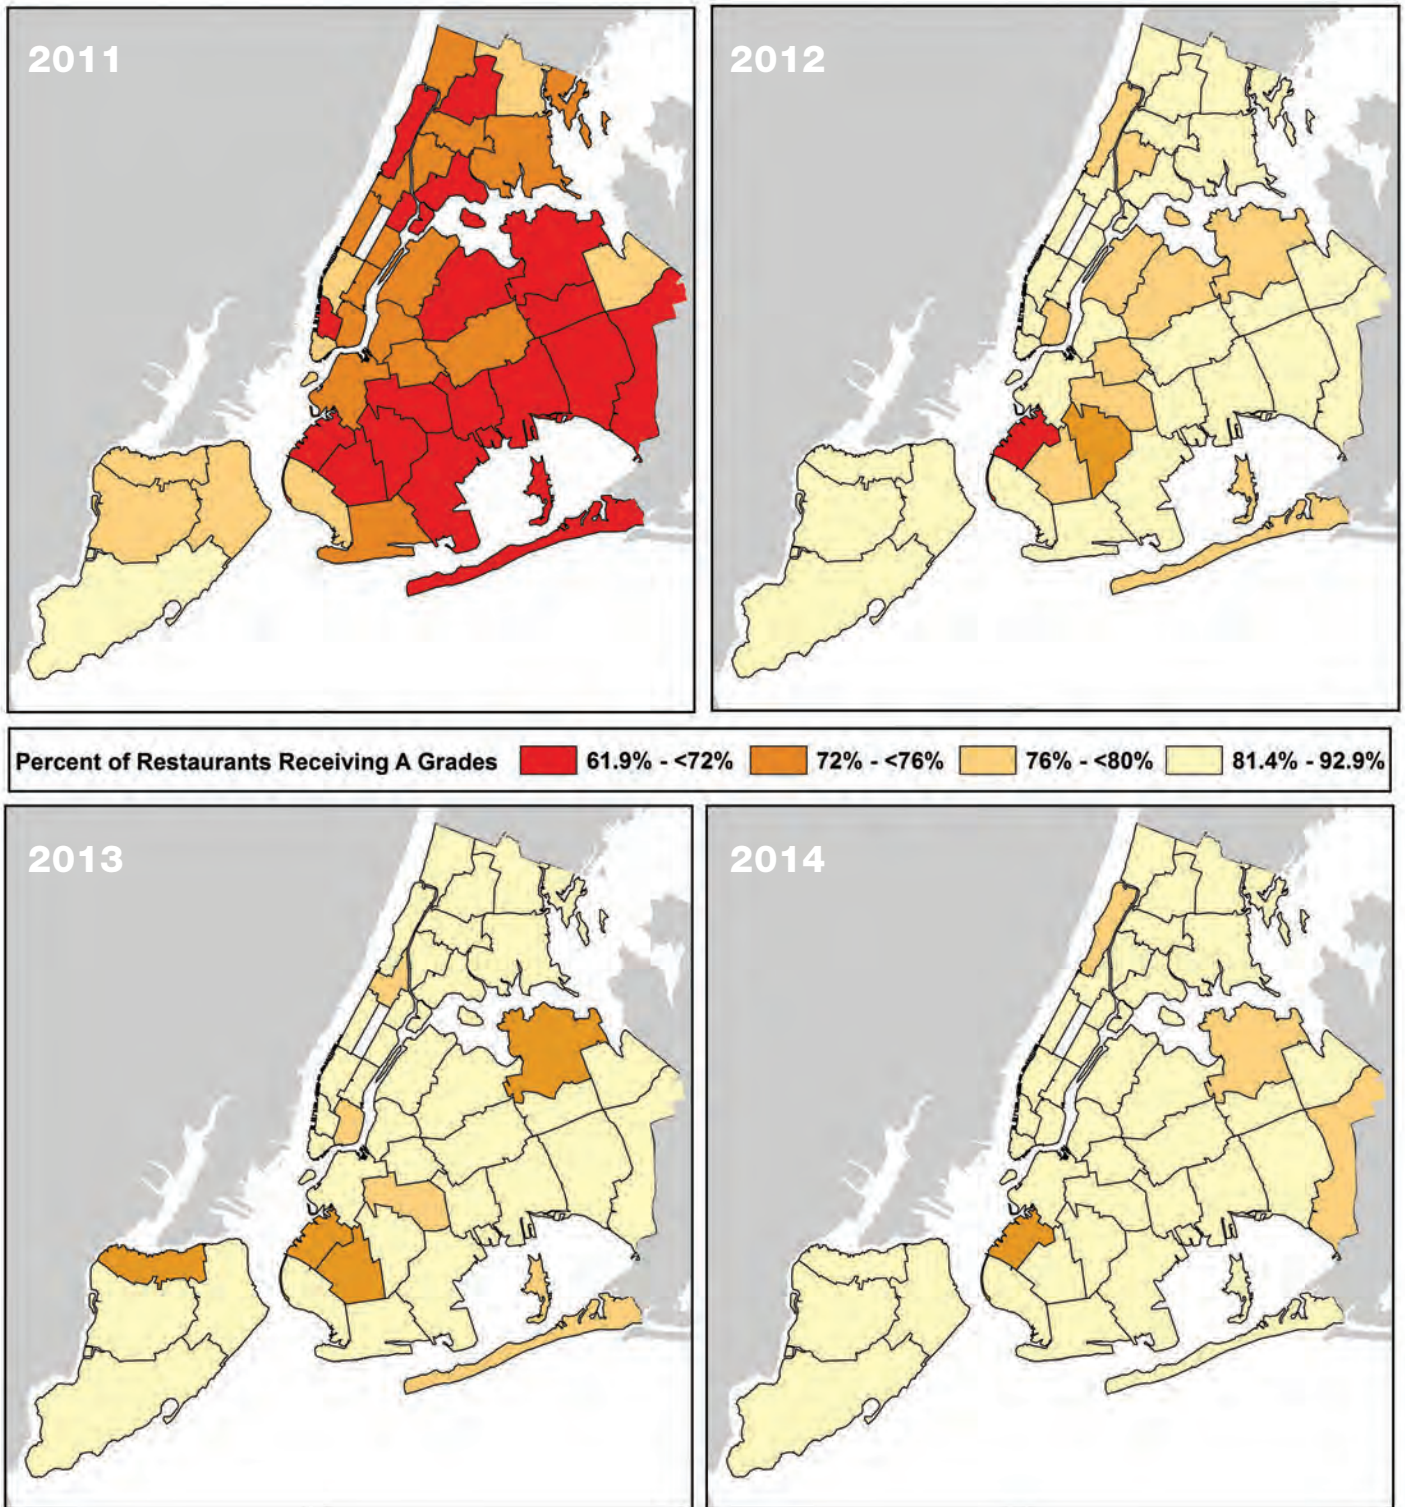 2011
2012
Percent of Restaurants Receiving A Grades 61.9% - <72% 72% - <76% 76% - <80% 81.4% - 92.9%
2013
2014